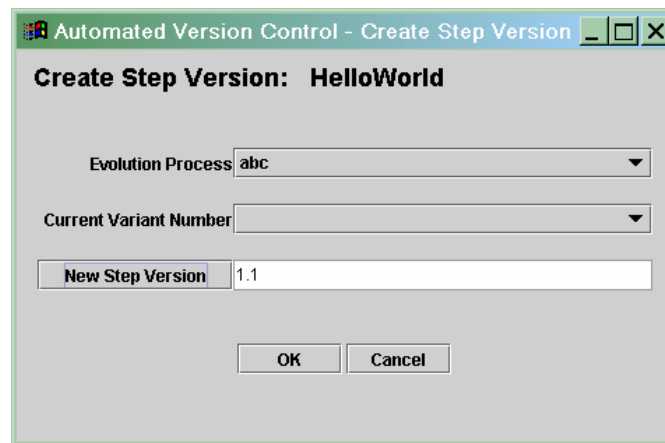 Automated Version Control - Create Step Version
Create Step Version: HelloWorld
Evolution Process abc
Current Variant Number
New Step Version 1.1
OK Cancel